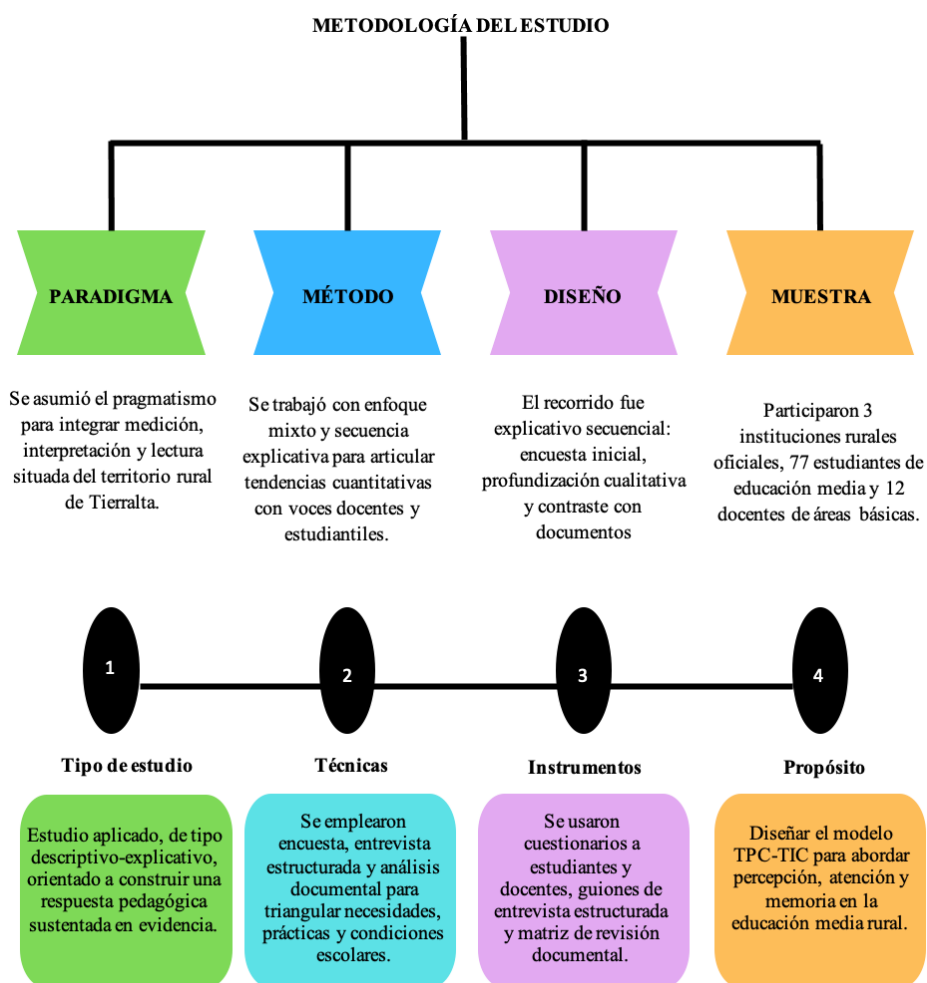 METODOLOGÍA DEL ESTUDIO
PARADIGMA
Se asumió el pragmatismo
para integrar medición,
interpretación y lectura
situada del territorio rural
de Tierralta.
MÉTODO
Se trabajó con enfoque
mixto y secuencia
explicativa para articular
tendencias cuantitativas
con voces docentes y
estudiantiles.
DISEÑO
El recorrido fue
explicativo secuencial:
encuesta inicial,
profundización cualitativa
y contraste con
documentos
MUESTRA
Participaron 3
instituciones rurales
oficiales, 77 estudiantes de
educación media y 12
docentes de áreas básicas.
1
Tipo de estudio
Estudio aplicado, de tipo
descriptivo-explicativo,
orientado a construir una
respuesta pedagógica
sustentada en evidencia.
2
Técnicas
Se emplearon
encuesta, entrevista
estructurada y análisis
documental para
triangular necesidades,
prácticas y condiciones
escolares.
3
Instrumentos
Se usaron
cuestionarios a
estudiantes y
docentes, guiones de
entrevista estructurada
y matriz de revisión
documental.
4
Propósito
Diseñar el modelo
TPC-TIC para abordar
percepción, atención y
memoria en la
educación media rural.